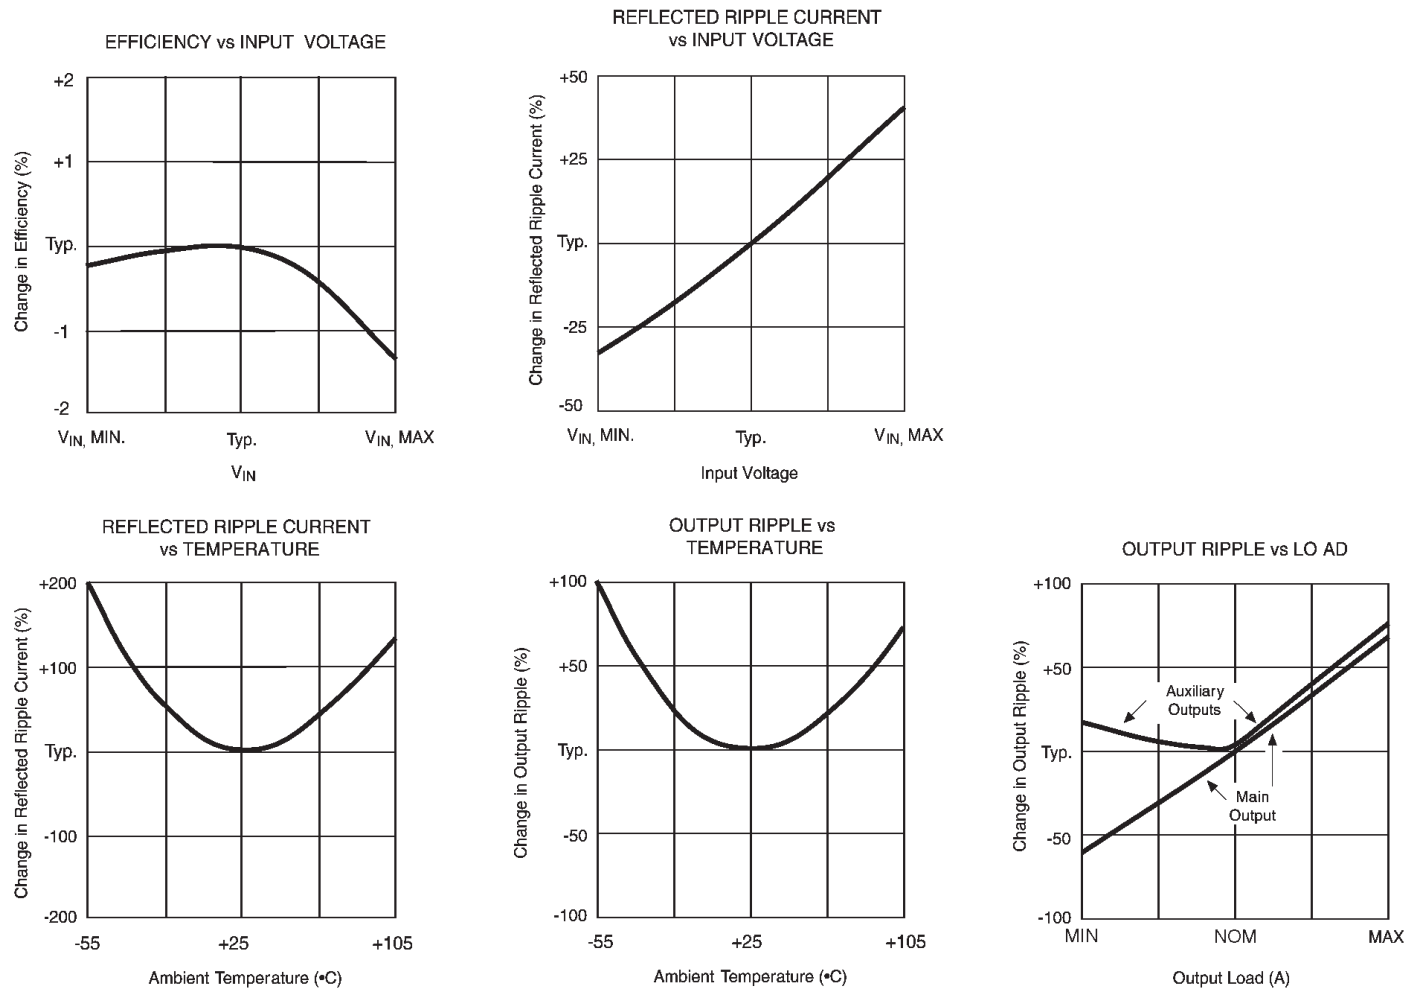 EFFICIENCY vs INPUT VOLTAGE
Change in Efficiency (%)
+2
+1
Typ.
-1
-2
VIN, MIN.
Typ.
VIN, MAX
VIN
REFLECTED RIPPLE CURRENT
vs INPUT VOLTAGE
Change in Reflected Ripple Current (%)
+50
+25
Typ.
-25
-50
VIN, MIN.
Typ.
VIN, MAX
Input Voltage
REFLECTED RIPPLE CURRENT
vs TEMPERATURE
Change in Reflected Ripple Current (%)
+200
+100
Typ.
-100
-200
-55
+25
+105
Ambient Temperature (•C)
OUTPUT RIPPLE vs
TEMPERATURE
Change in Output Ripple (%)
+100
+50
Typ.
-50
-100
-55
+25
+105
Ambient Temperature (•C)
OUTPUT RIPPLE vs LO AD
Change in Output Ripple (%)
+100
+50
Typ.
-50
-100
Auxiliary
Outputs
Main
Output
MIN
NOM
MAX
Output Load (A)